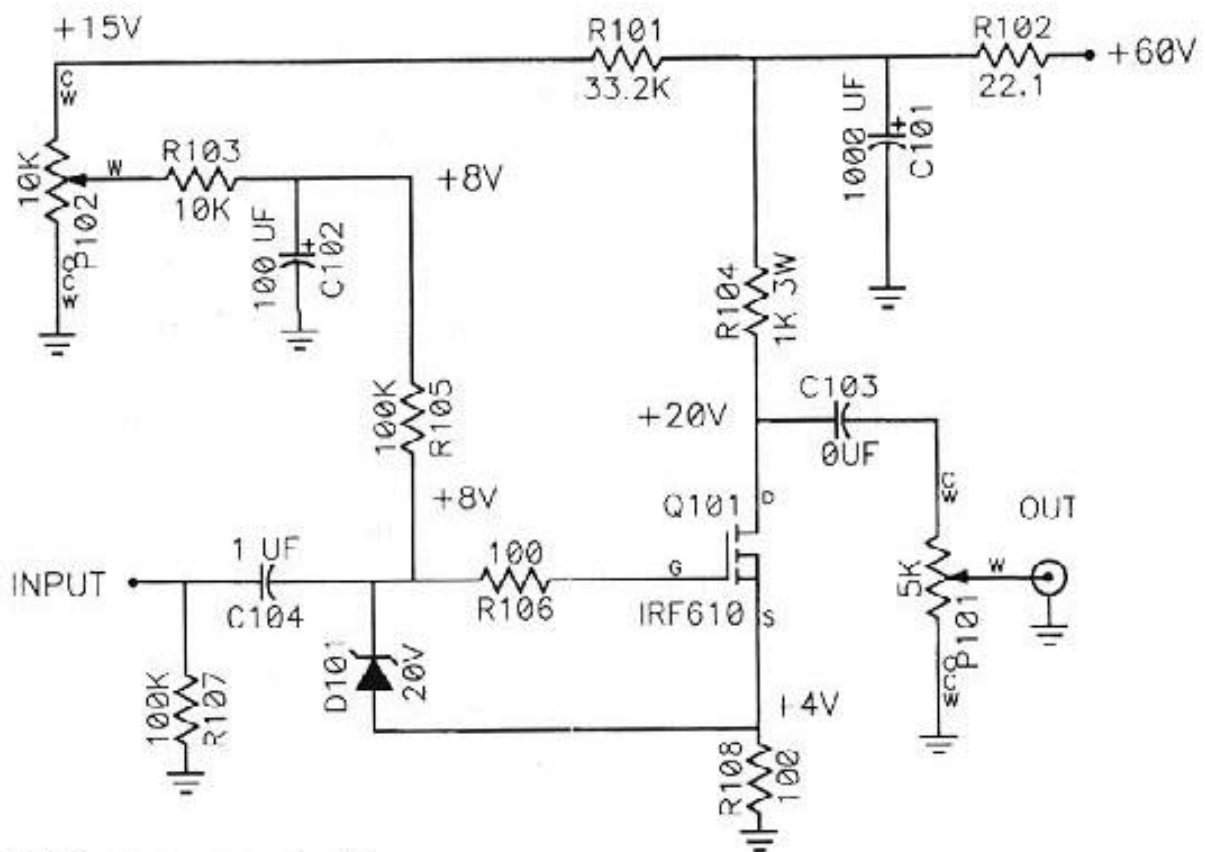 +15V
R101
33.2K
R102
22.1
+60V
CW
10K
P102
CCW
W
R103
10K
+8V
100 UF
+
C102
1000 UF
+
C101
R104
1K 3W
100K
R105
+8V
+20V
C103
0UF
Q101
D
G
S
IRF610
CW
5K
P101
CCW
W
OUT
INPUT
1 UF
C104
100
R106
100K
R107
D101
20V
+4V
R108
100